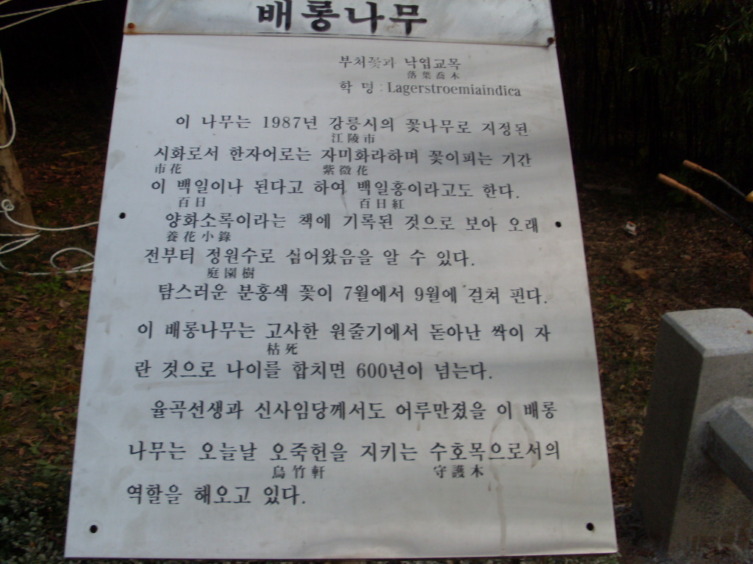 배롱나무
부처꽃과 낙엽교목
落葉喬木
학 명 : Lagerstroemiaindica
이 나무는 1987년 강릉시의 꽃나무로 지정된
江陵市
시화로서 한자어로는 자미화라하며 꽃이피는 기간
市花 紫微花
이 백일이나 된다고 하여 백일홍이라고도 한다.
百日 百日紅
양화소록이라는 책에 기록된 것으로 보아 오래
養花小錄
전부터 정원수로 심어왔음을 알 수 있다.
庭園樹
탐스러운 분홍색 꽃이 7월에서 9월에 걸쳐 핀다.
이 배롱나무는 고사한 원줄기에서 돋아난 싹이 자
枯死
란 것으로 나이를 합치면 600년이 넘는다.
율곡선생과 신사임당께서도 어루만졌을 이 배롱
나무는 오늘날 오죽헌을 지키는 수호목으로서의
烏竹軒 守護木
역할을 해오고 있다.